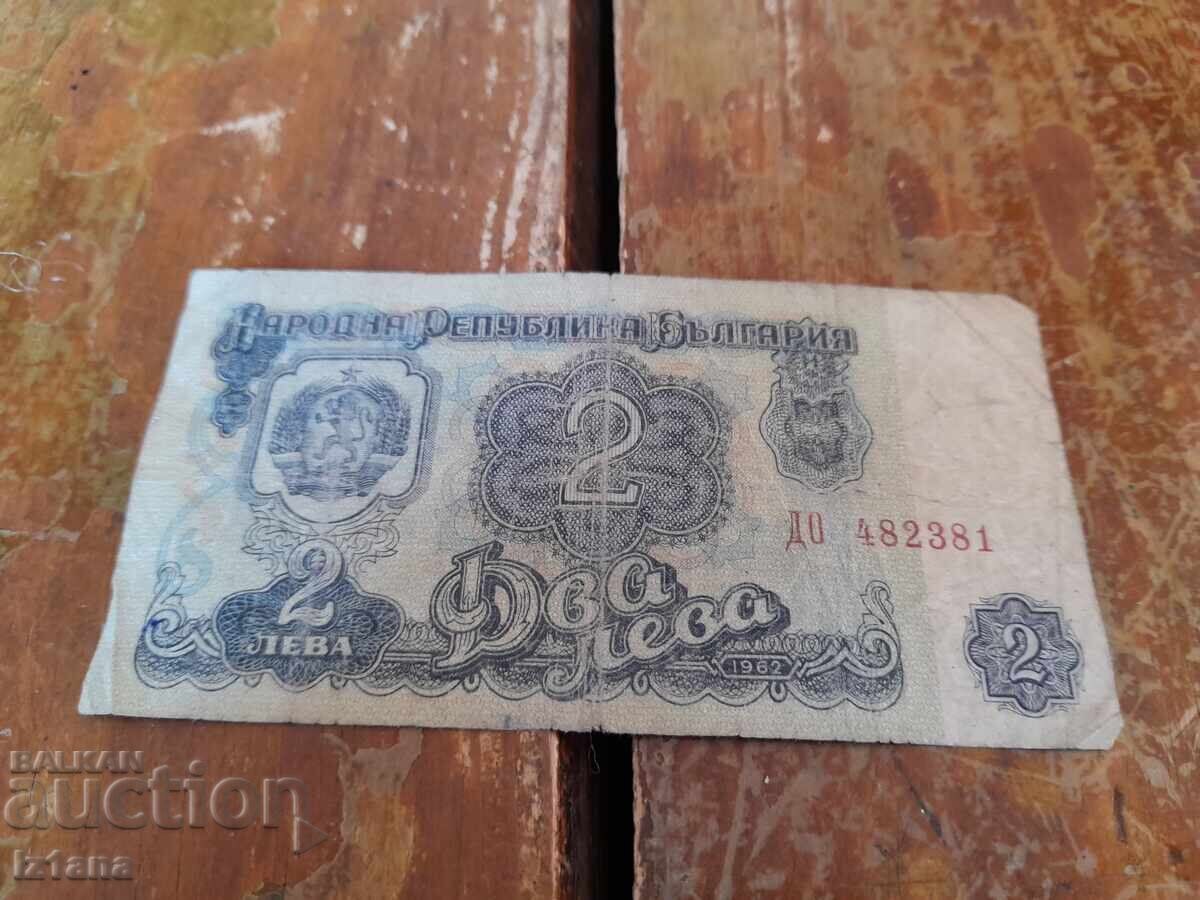 НАРОДНА РЕПУБЛИКА БЪЛГАРИЯ
2
ДО 482381
2
ЛЕВА
Два
Лева
1962
2
BALKAN
auction
iz1ana